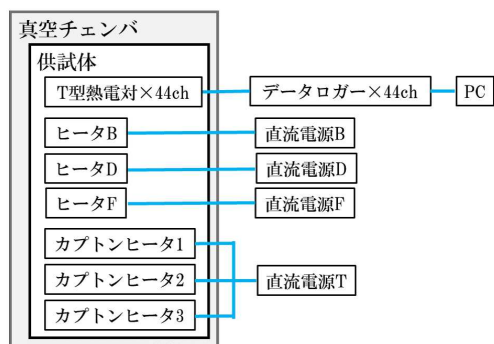 真空チェンバ
供試体
T型熱電対×44ch
データロガー×44ch
PC
ヒータB
直流電源B
ヒータD
直流電源D
ヒータF
直流電源F
カプトンヒータ1
カプトンヒータ2
直流電源T
カプトンヒータ3